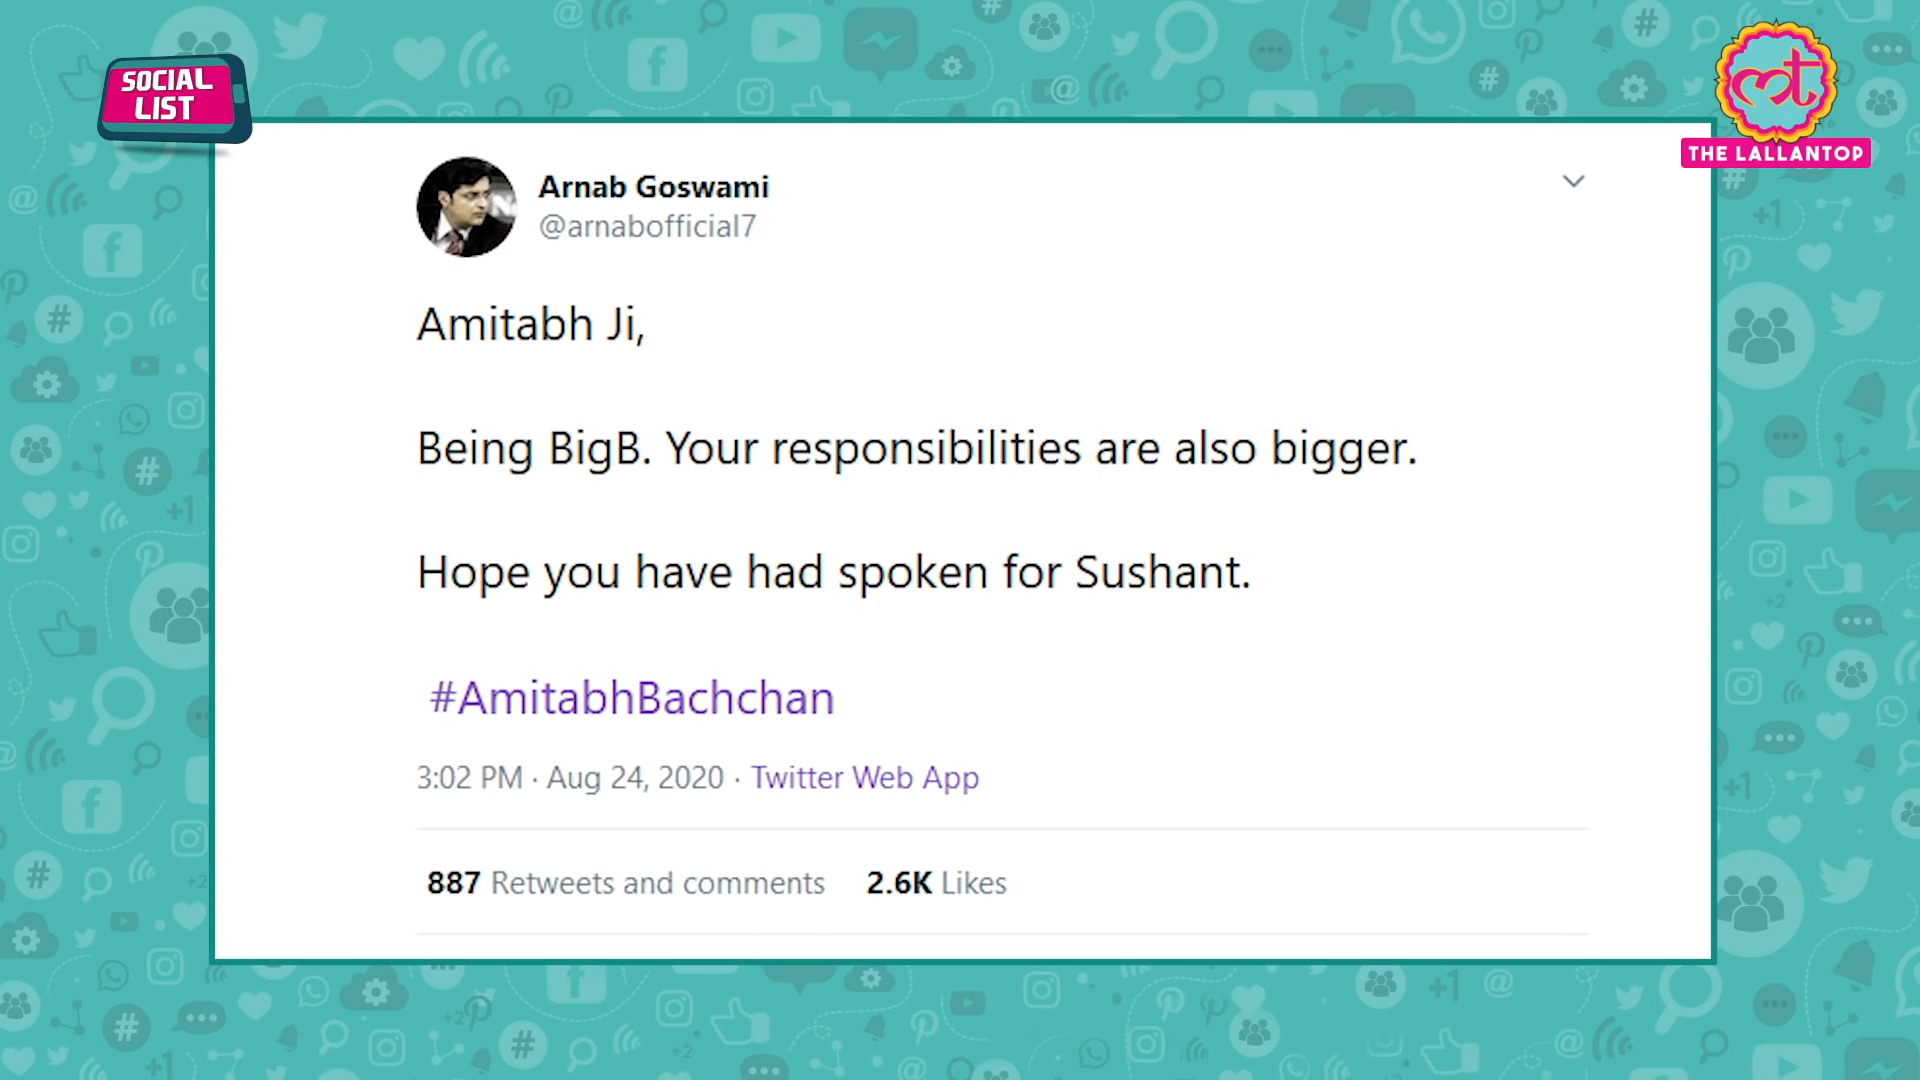 SOCIAL
LIST
THE LALLANTOP
Arnab Goswami
@arnabofficial7
Amitabh Ji,
Being BigB. Your responsibilities are also bigger.
Hope you have had spoken for Sushant.
#AmitabhBachchan
3:02 PM · Aug 24, 2020 · Twitter Web App
887 Retweets and comments 2.6K Likes